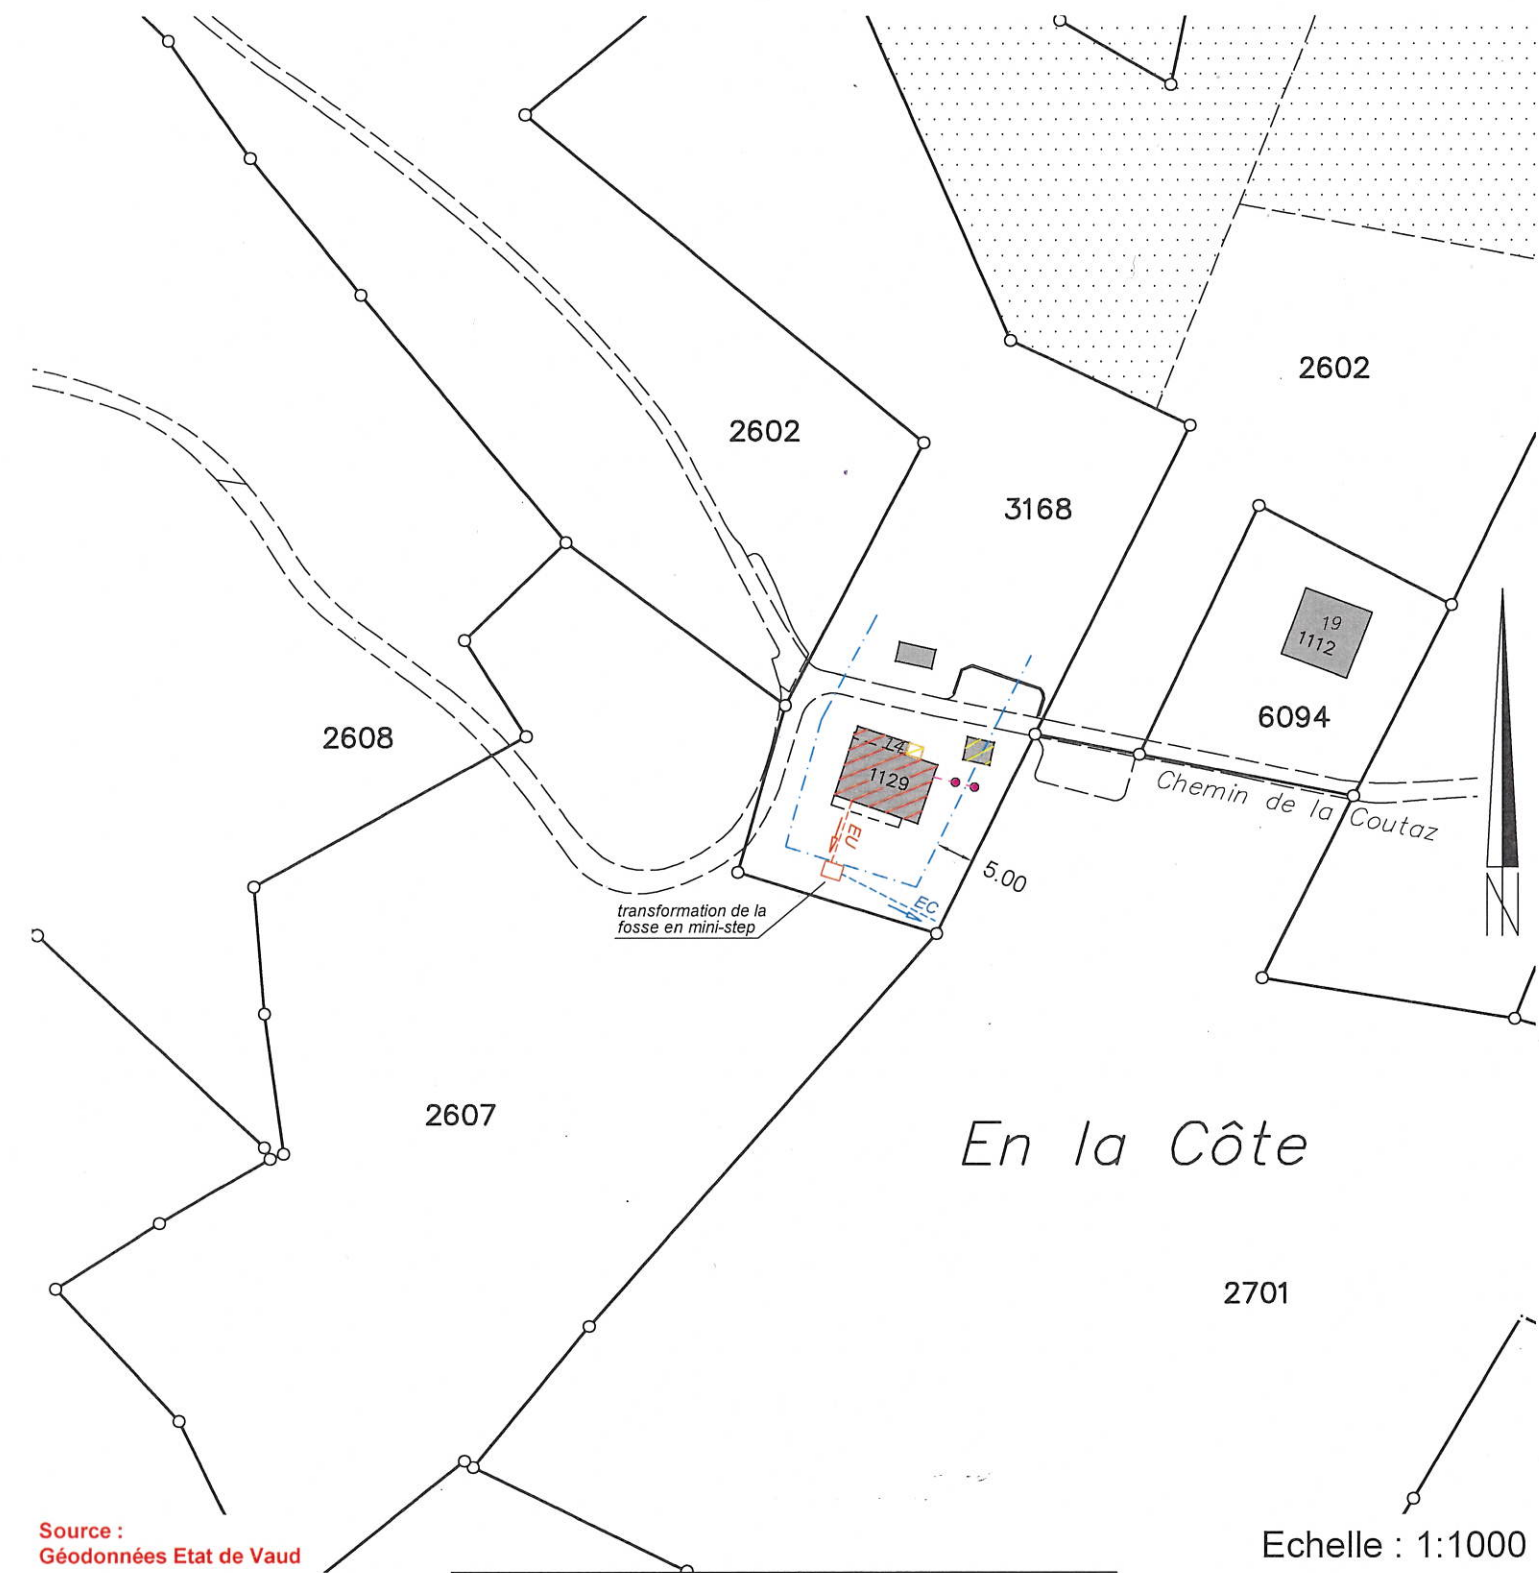 2602
2602
3168
19
1112
6094
2608
14
1129
Chemin de la Coutaz
EU
5.00
EC
transformation de la
fosse en mini-step
N
2607
En la Côte
2701
Source :
Géodonnées Etat de Vaud
Echelle : 1:1000